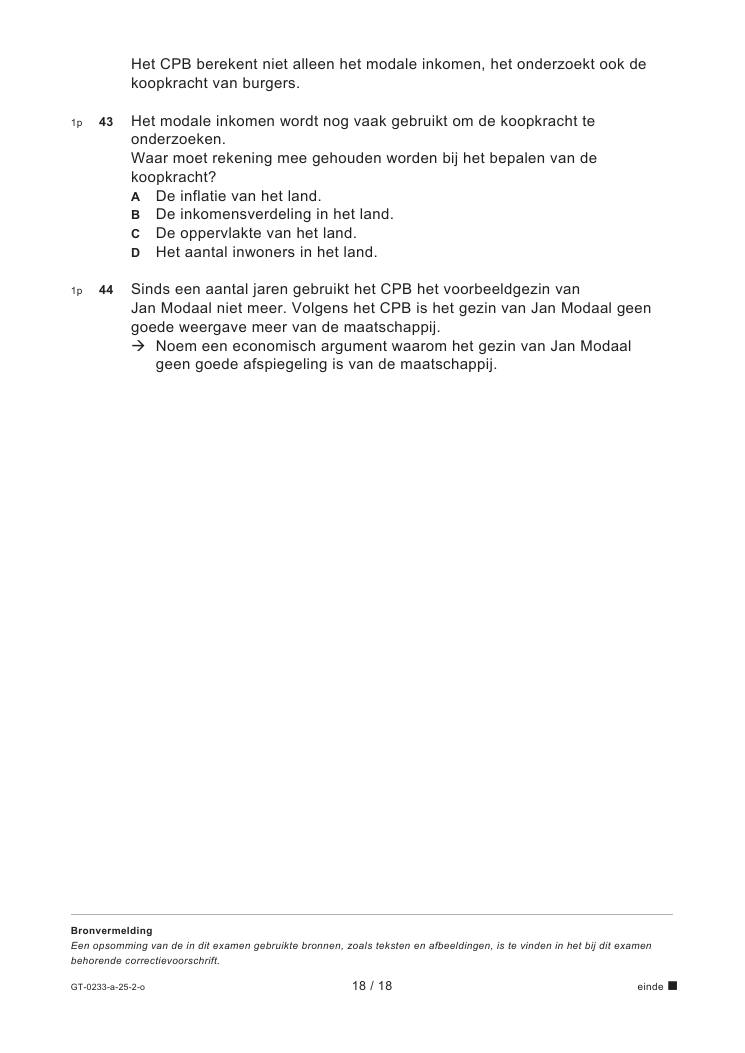 Het CPB berekent niet alleen het modale inkomen, het onderzoekt ook de
koopkracht van burgers.
1p 43 Het modale inkomen wordt nog vaak gebruikt om de koopkracht te
onderzoeken.
Waar moet rekening mee gehouden worden bij het bepalen van de
koopkracht?
A De inflatie van het land.
B De inkomensverdeling in het land.
C De oppervlakte van het land.
D Het aantal inwoners in het land.
1p 44 Sinds een aantal jaren gebruikt het CPB het voorbeeldgezin van
Jan Modaal niet meer. Volgens het CPB is het gezin van Jan Modaal geen
goede weergave meer van de maatschappij.
→ Noem een economisch argument waarom het gezin van Jan Modaal
geen goede afspiegeling is van de maatschappij.
Bronvermelding
Een opsomming van de in dit examen gebruikte bronnen, zoals teksten en afbeeldingen, is te vinden in het bij dit examen
behorende correctievoorschrift.
GT-0233-a-25-2-o 18 / 18 einde ■